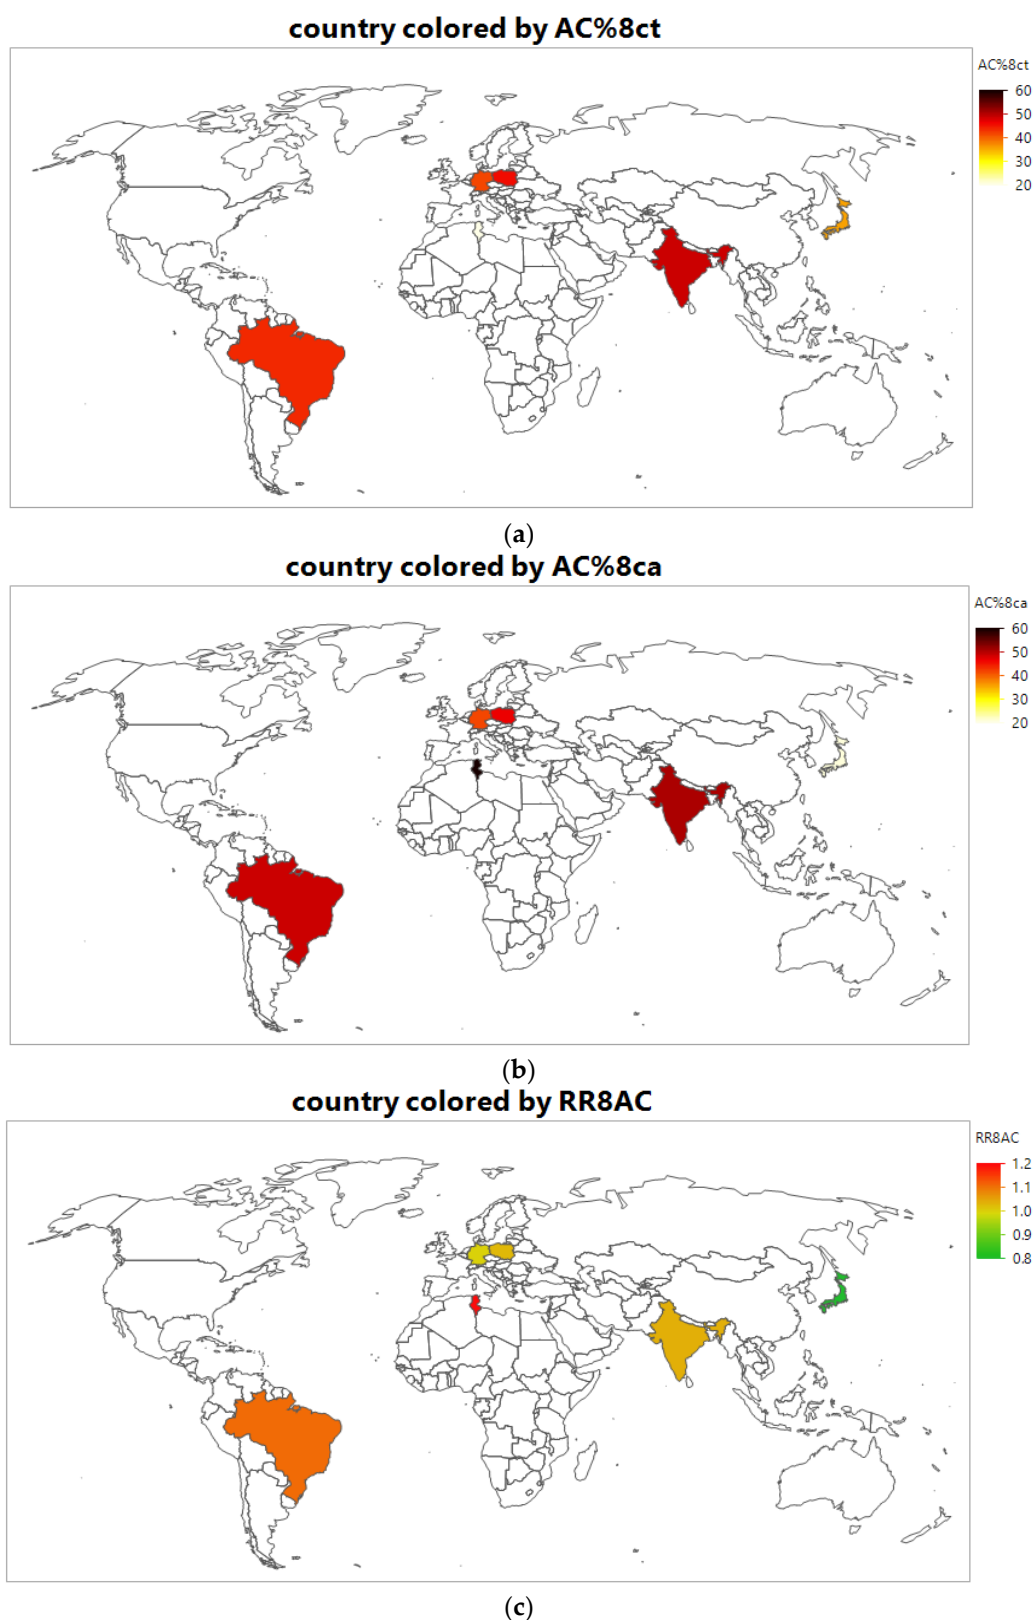 country colored by AC%8ct
AC%8ct
60
50
40
30
20
(a)
country colored by AC%8ca
AC%8ca
60
50
40
30
20
(b)
country colored by RR8AC
RR8AC
1.2
1.1
1.0
0.9
0.8
(c)